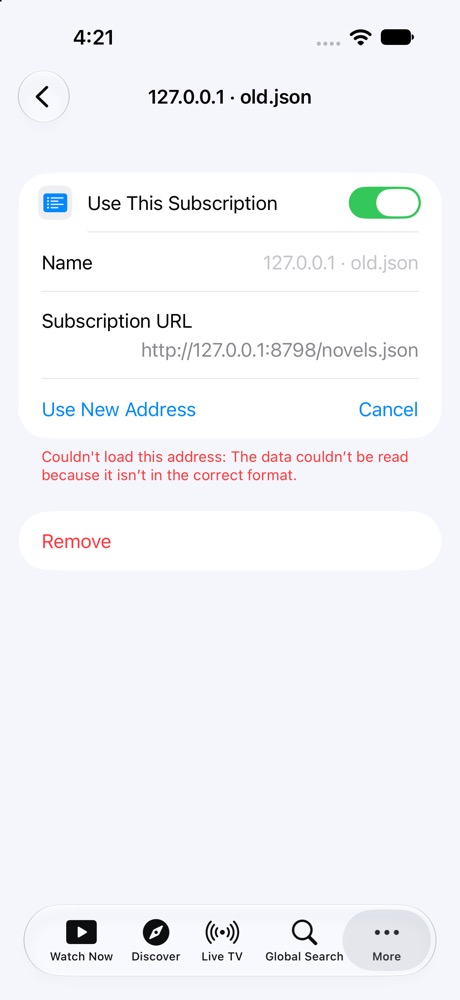 4:21
127.0.0.1 · old.json
Use This Subscription
Name 127.0.0.1 · old.json
Subscription URL
http://127.0.0.1:8798/novels.json
Use New Address Cancel
Couldn't load this address: The data couldn’t be read
because it isn’t in the correct format.
Remove
Watch Now Discover Live TV Global Search More